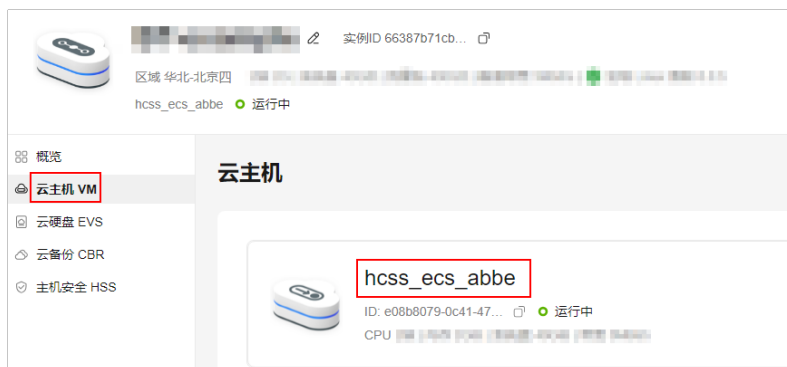 实例ID 66387b71cb...
区域 华北-北京四
hcss_ecs_abbe 运行中
概览
云主机 VM
云硬盘 EVS
云备份 CBR
主机安全 HSS
云主机
hcss_ecs_abbe
ID: e08b8079-0c41-47... 运行中
CPU